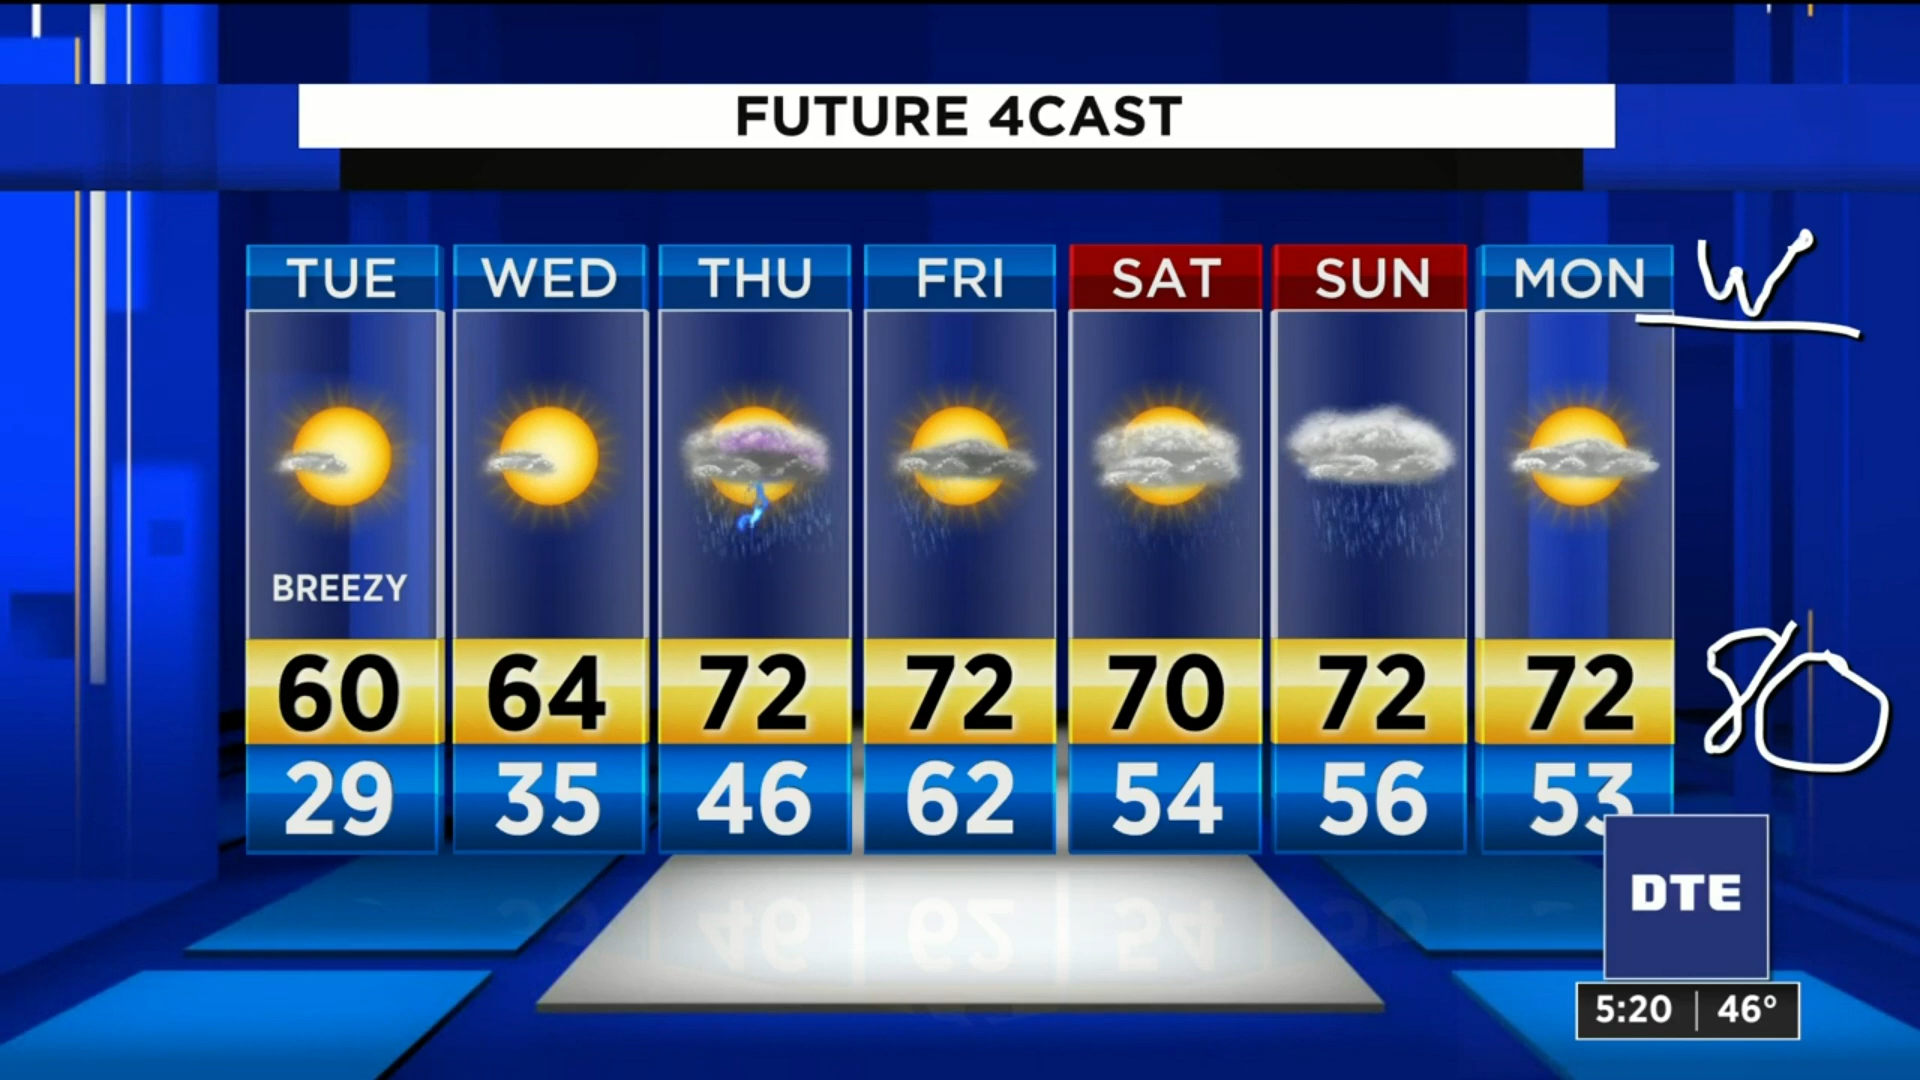 FUTURE 4CAST
TUE WED THU FRI SAT SUN MON W
BREEZY
60 64 72 72 70 72 72 80
29 35 46 62 54 56 53
DTE
5:20 46°